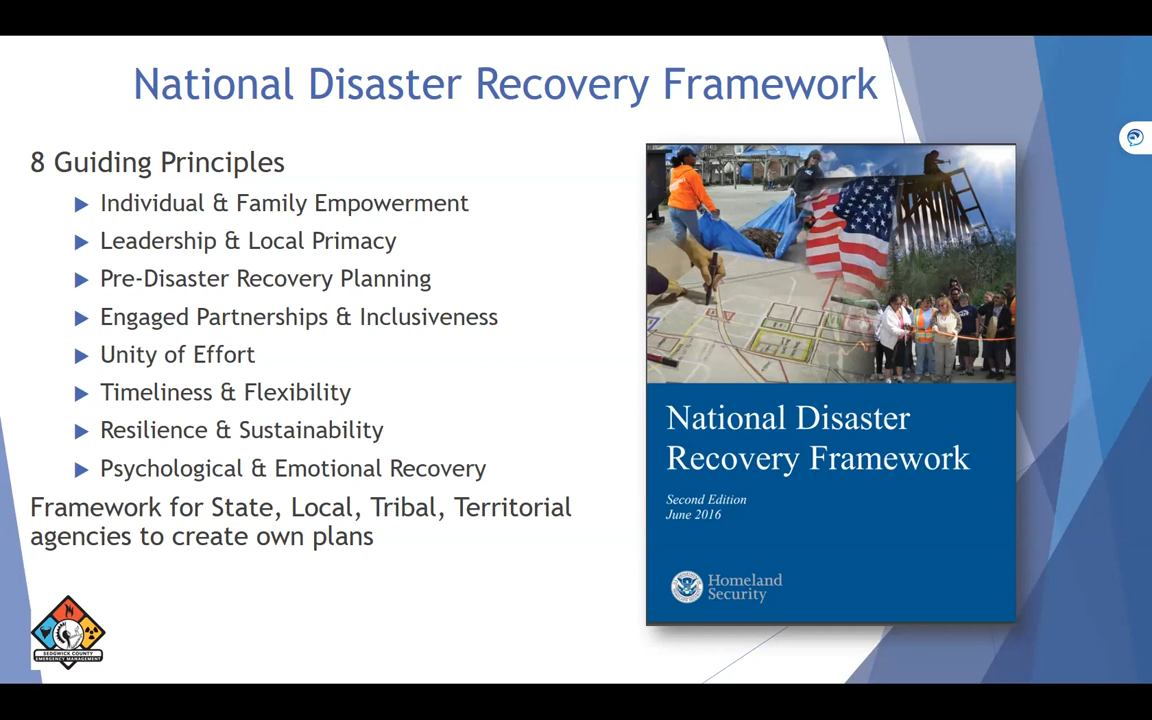 National Disaster Recovery Framework
8 Guiding Principles
Individual & Family Empowerment
Leadership & Local Primacy
Pre-Disaster Recovery Planning
Engaged Partnerships & Inclusiveness
Unity of Effort
Timeliness & Flexibility
Resilience & Sustainability
Psychological & Emotional Recovery
Framework for State, Local, Tribal, Territorial
agencies to create own plans
National Disaster
Recovery Framework
Second Edition
June 2016
Homeland
Security
SEDGWICK COUNTY
EMERGENCY MANAGEMENT